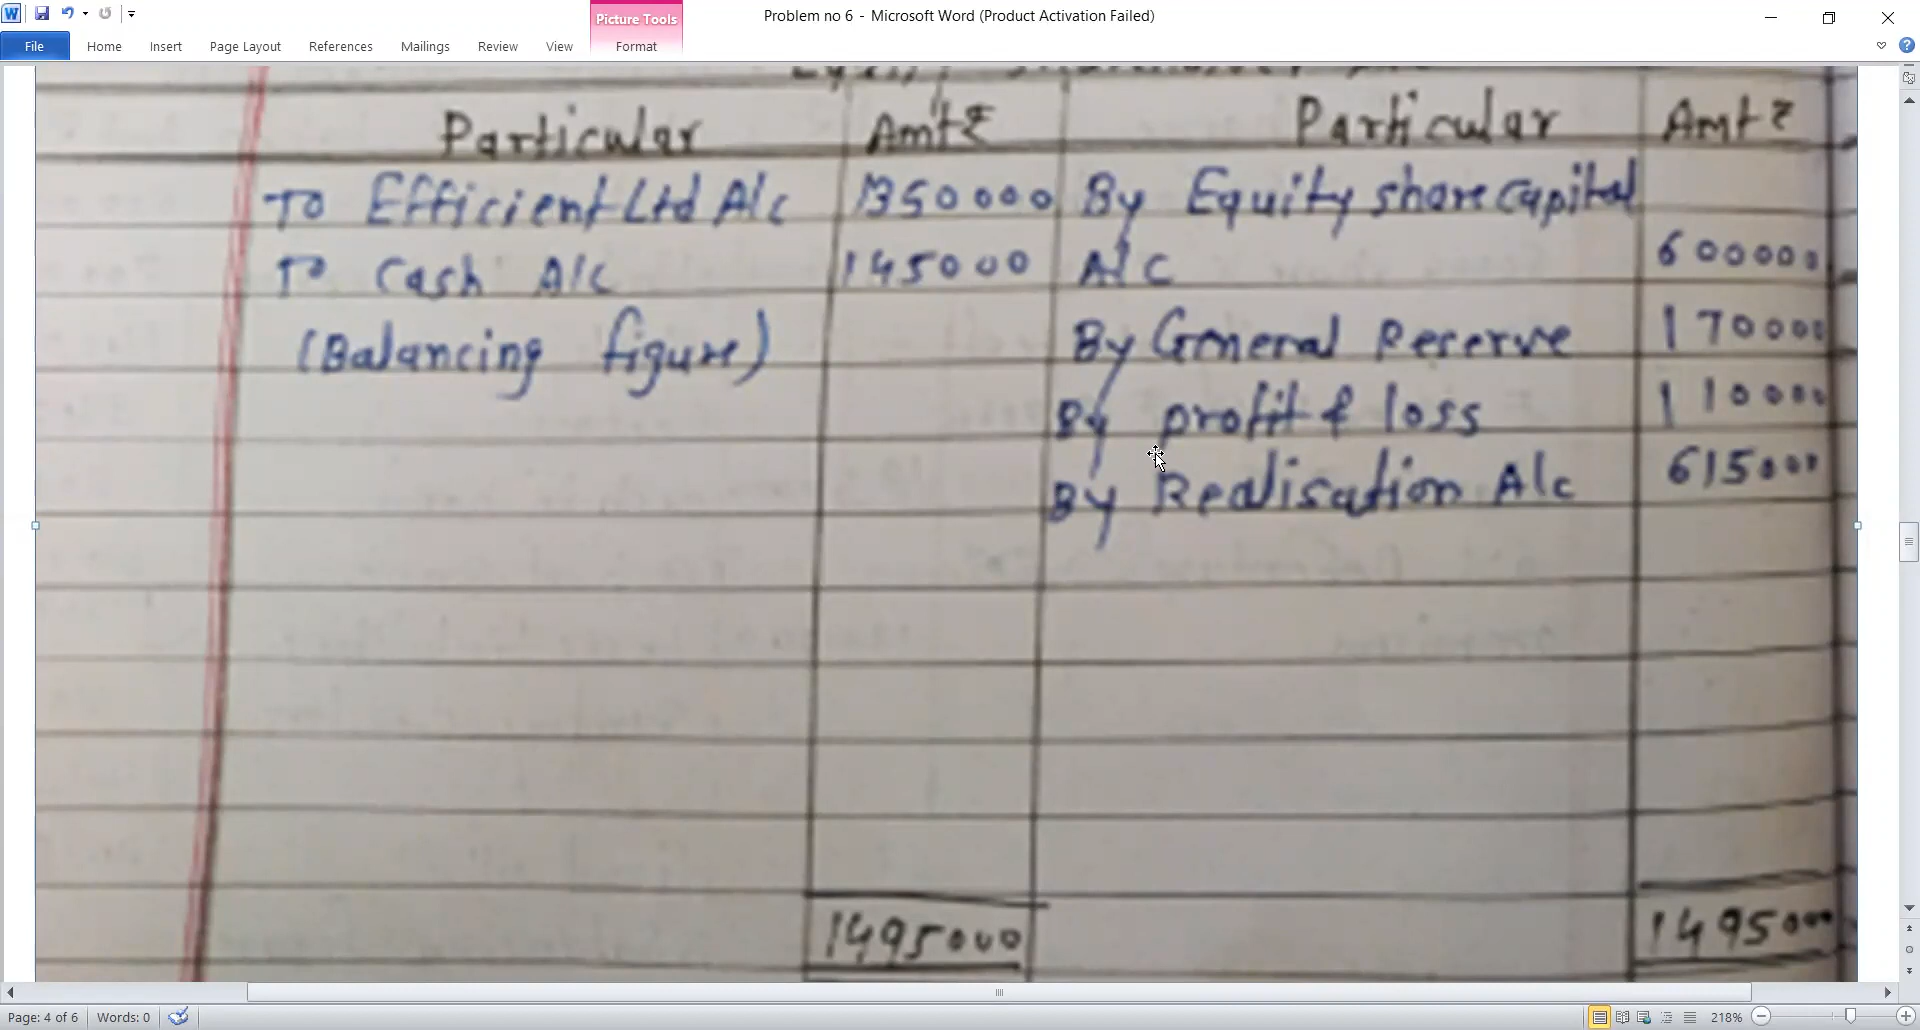 Problem no 6 - Microsoft Word (Product Activation Failed)
Picture Tools
File Home Insert Page Layout References Mailings Review View Format
Particular Amt₹ Particular Amt ₹
To Efficient Ltd A/c 1350000 By Equity share capital
To Cash A/c 145000 A/c 600000
(Balancing figure) By General Reserve 170000
By profit & loss 110000
By Realisation A/c 615000
1495000 1495000
Page: 4 of 6 Words: 0 218%